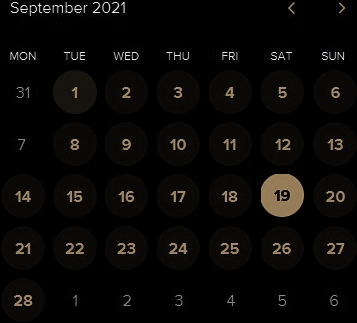 September 2021 < >
MON TUE WED THU FRI SAT SUN
31 1 2 3 4 5 6
7 8 9 10 11 12 13
14 15 16 17 18 19 20
21 22 23 24 25 26 27
28 1 2 3 4 5 6